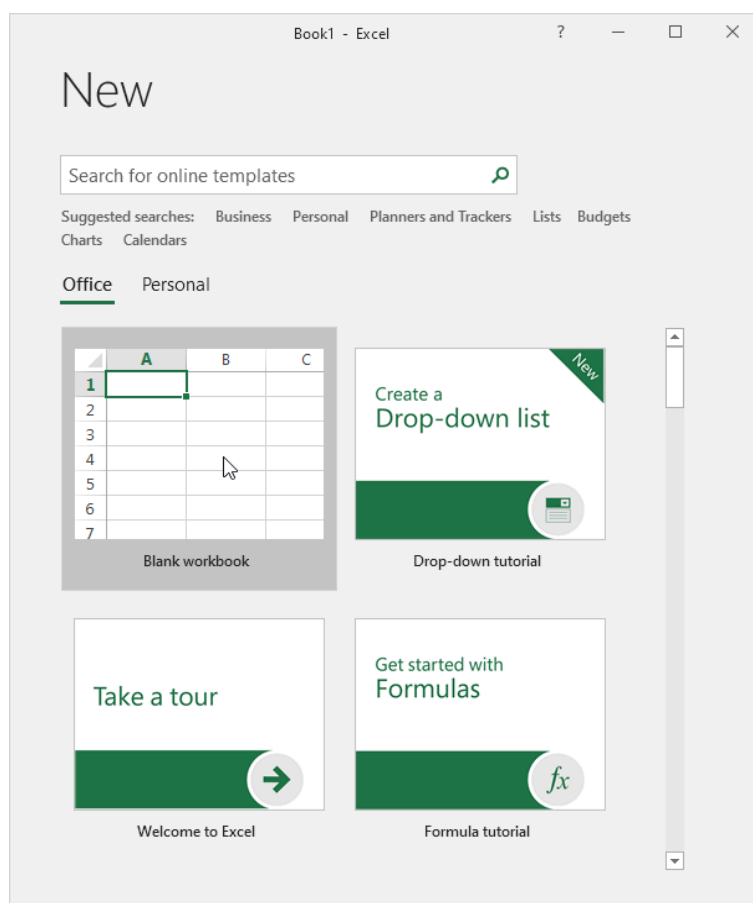 Book1 - Excel
?
New
Search for online templates
Suggested searches: Business Personal Planners and Trackers Lists Budgets
Charts Calendars
Office Personal
A B C
1
2
3
4
5
6
7
Blank workbook
New
Create a
Drop-down list
Drop-down tutorial
Take a tour
Welcome to Excel
Get started with
Formulas
fx
Formula tutorial